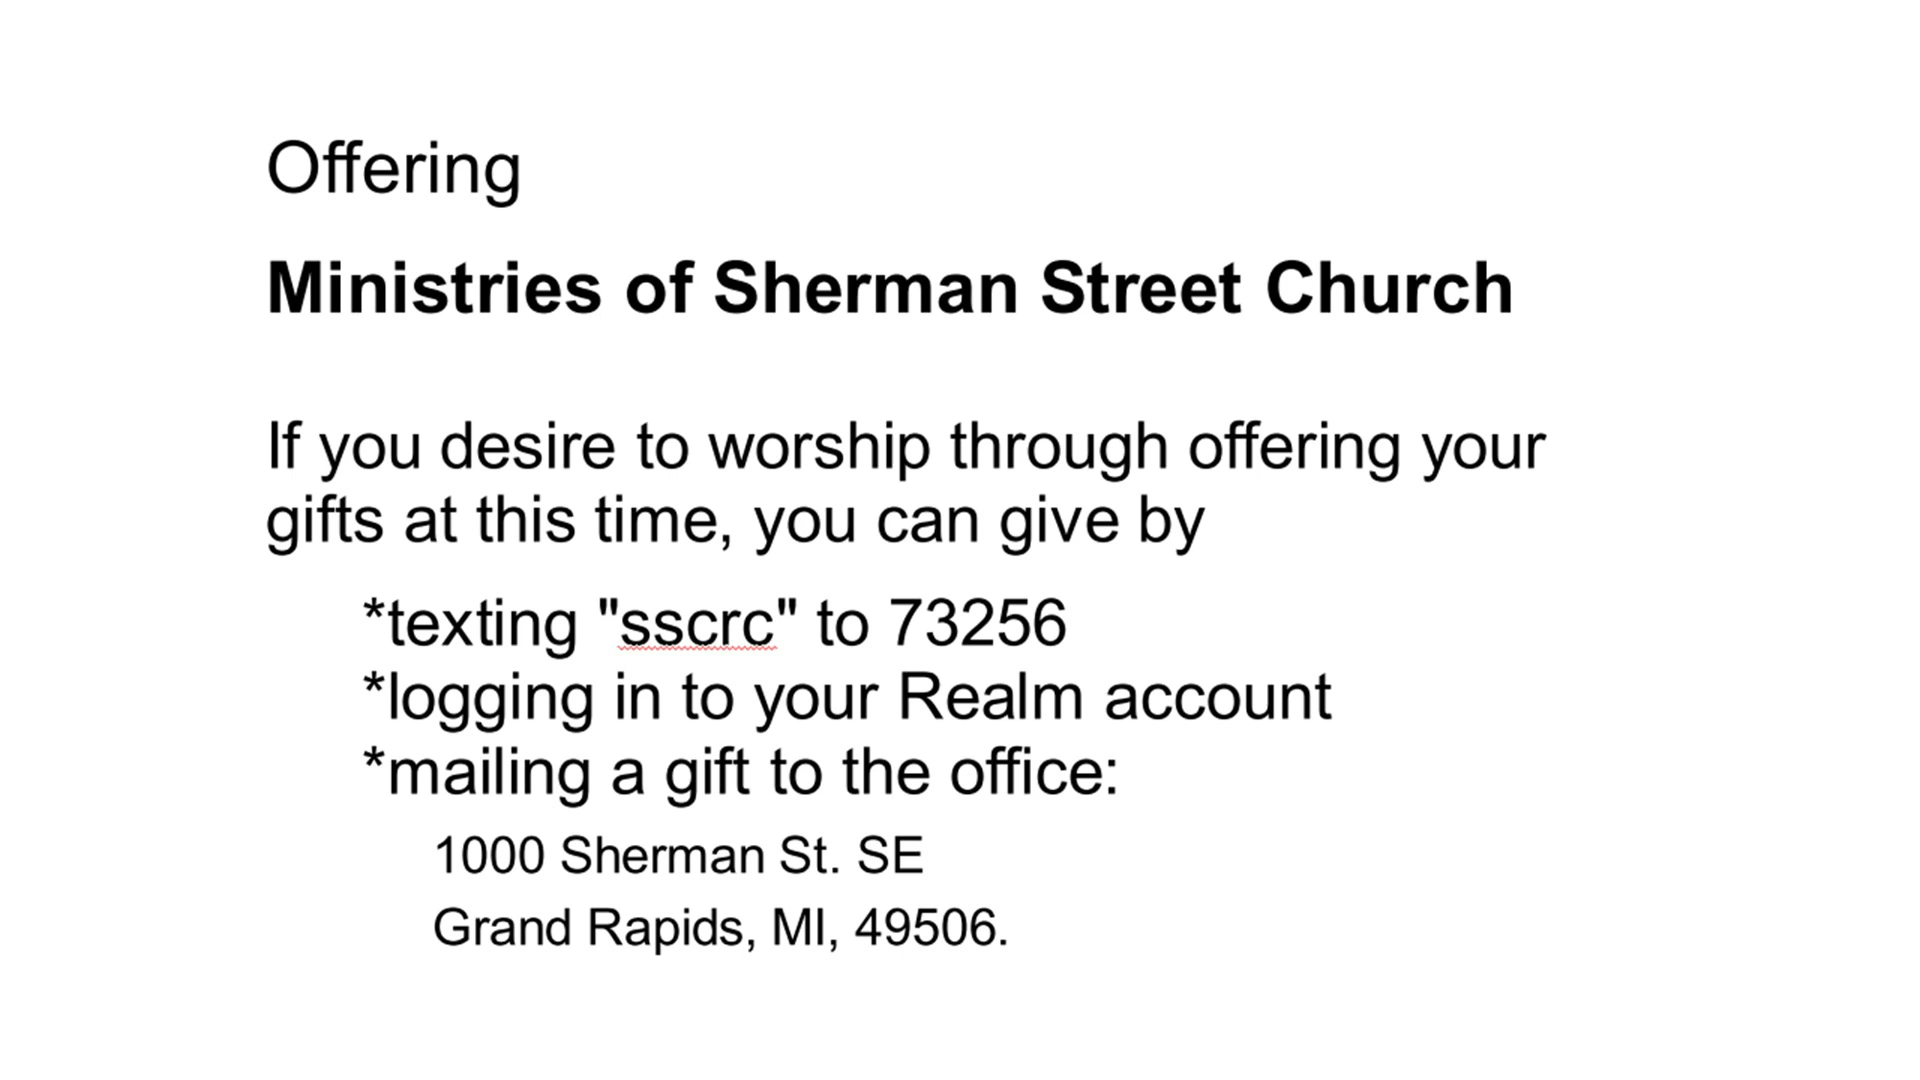 Offering
Ministries of Sherman Street Church
If you desire to worship through offering your
gifts at this time, you can give by
*texting "sscrc" to 73256
*logging in to your Realm account
*mailing a gift to the office:
1000 Sherman St. SE
Grand Rapids, MI, 49506.